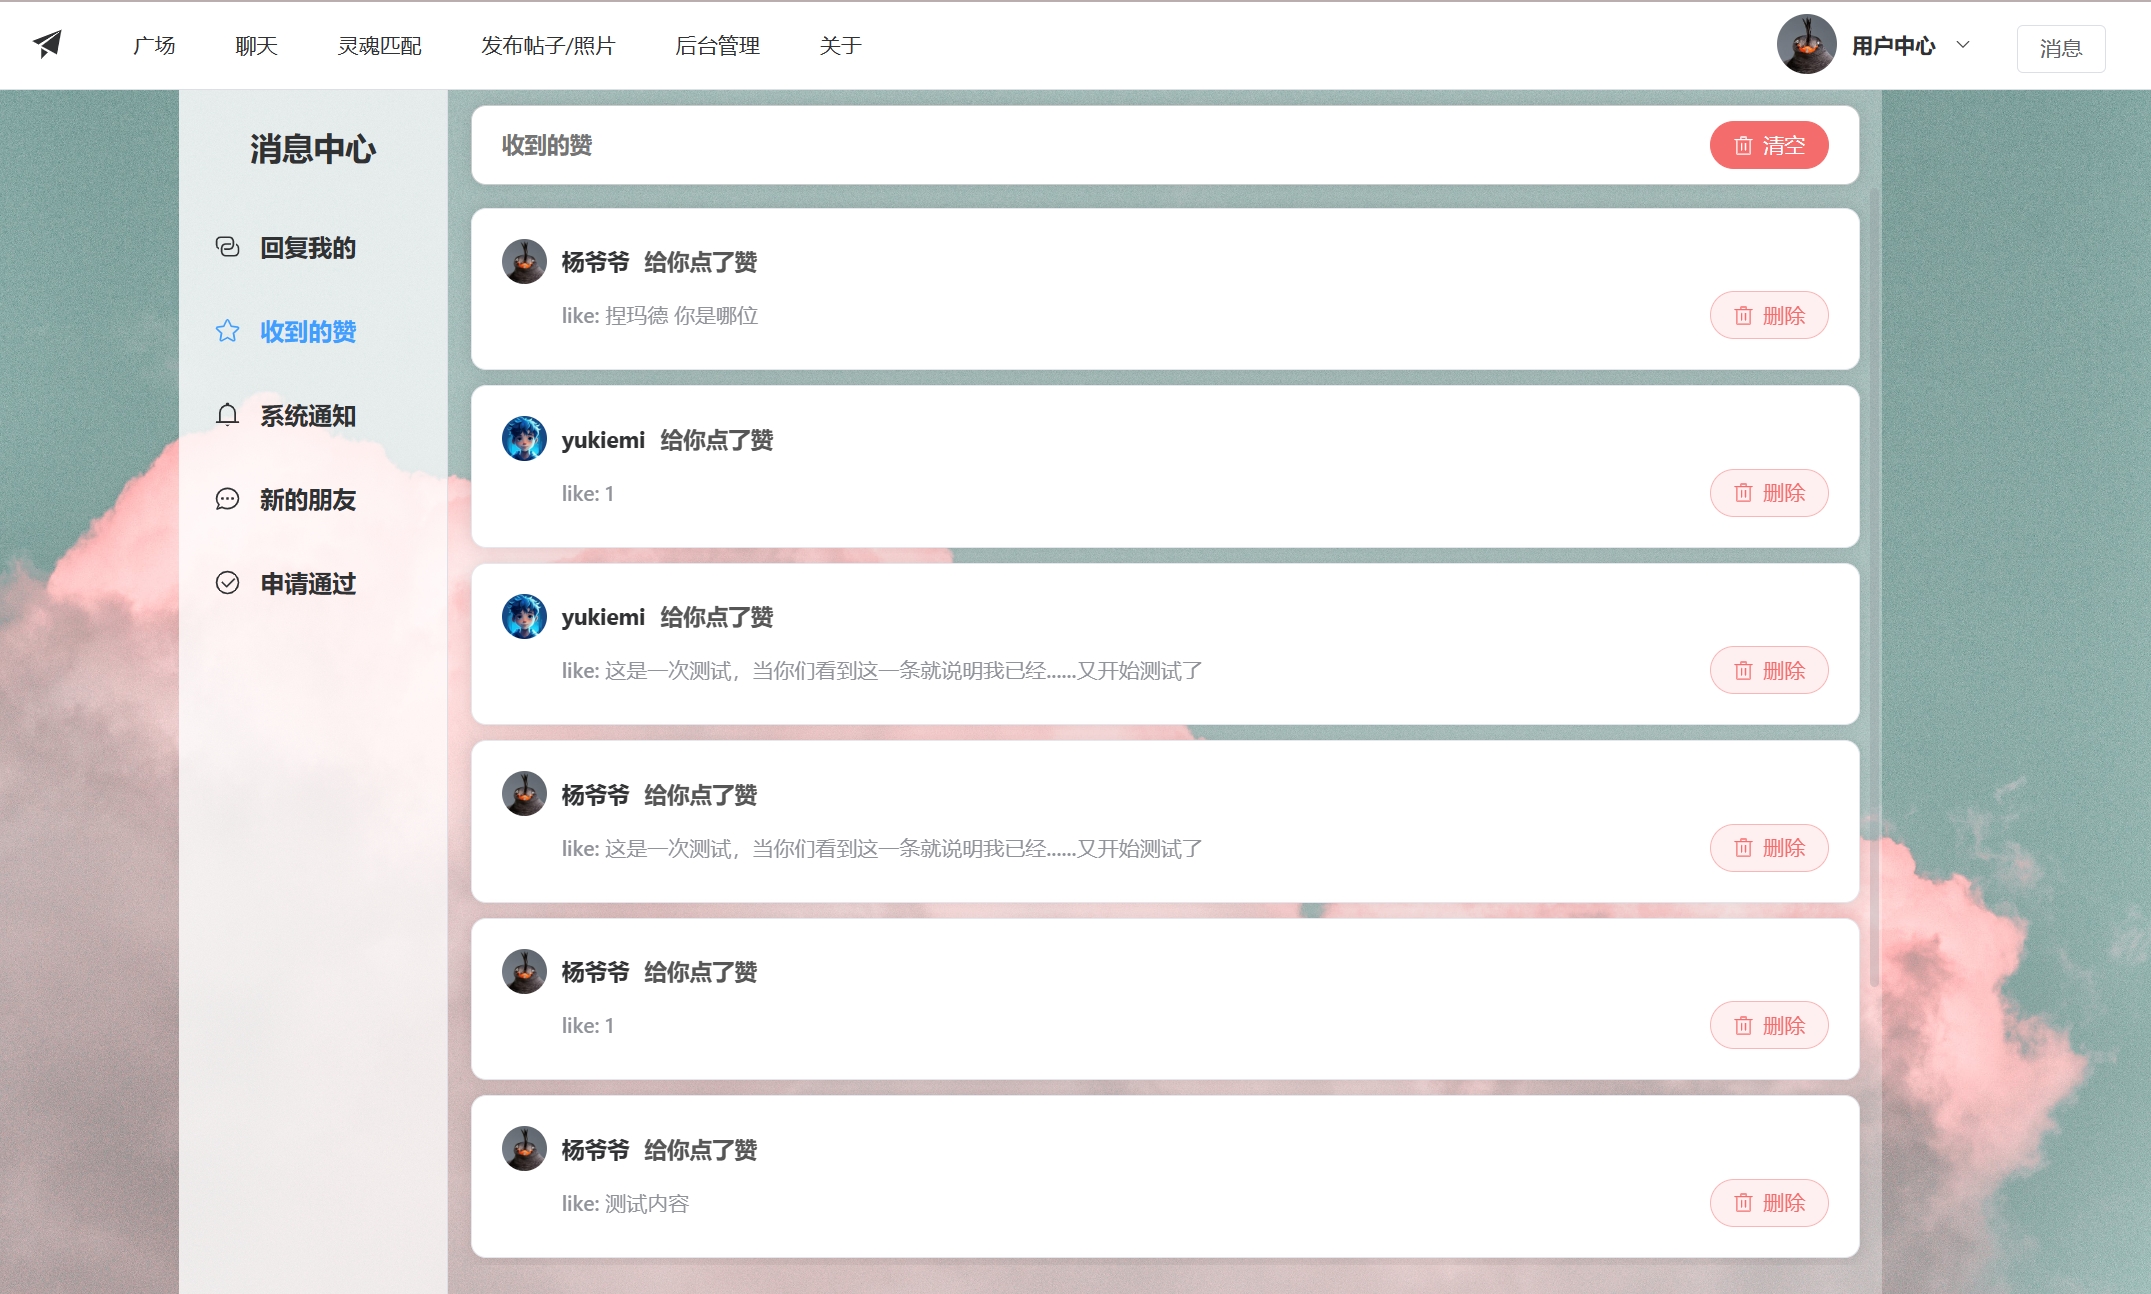 广场 聊天 灵魂匹配 发布帖子/照片 后台管理 关于 用户中心 消息
消息中心
回复我的
收到的赞
系统通知
新的朋友
申请通过
收到的赞 清空
杨爷爷 给你点了赞
like: 捏玛德 你是哪位 删除
yukiemi 给你点了赞
like: 1 删除
yukiemi 给你点了赞
like: 这是一次测试，当你们看到这一条就说明我已经......又开始测试了 删除
杨爷爷 给你点了赞
like: 这是一次测试，当你们看到这一条就说明我已经......又开始测试了 删除
杨爷爷 给你点了赞
like: 1 删除
杨爷爷 给你点了赞
like: 测试内容 删除